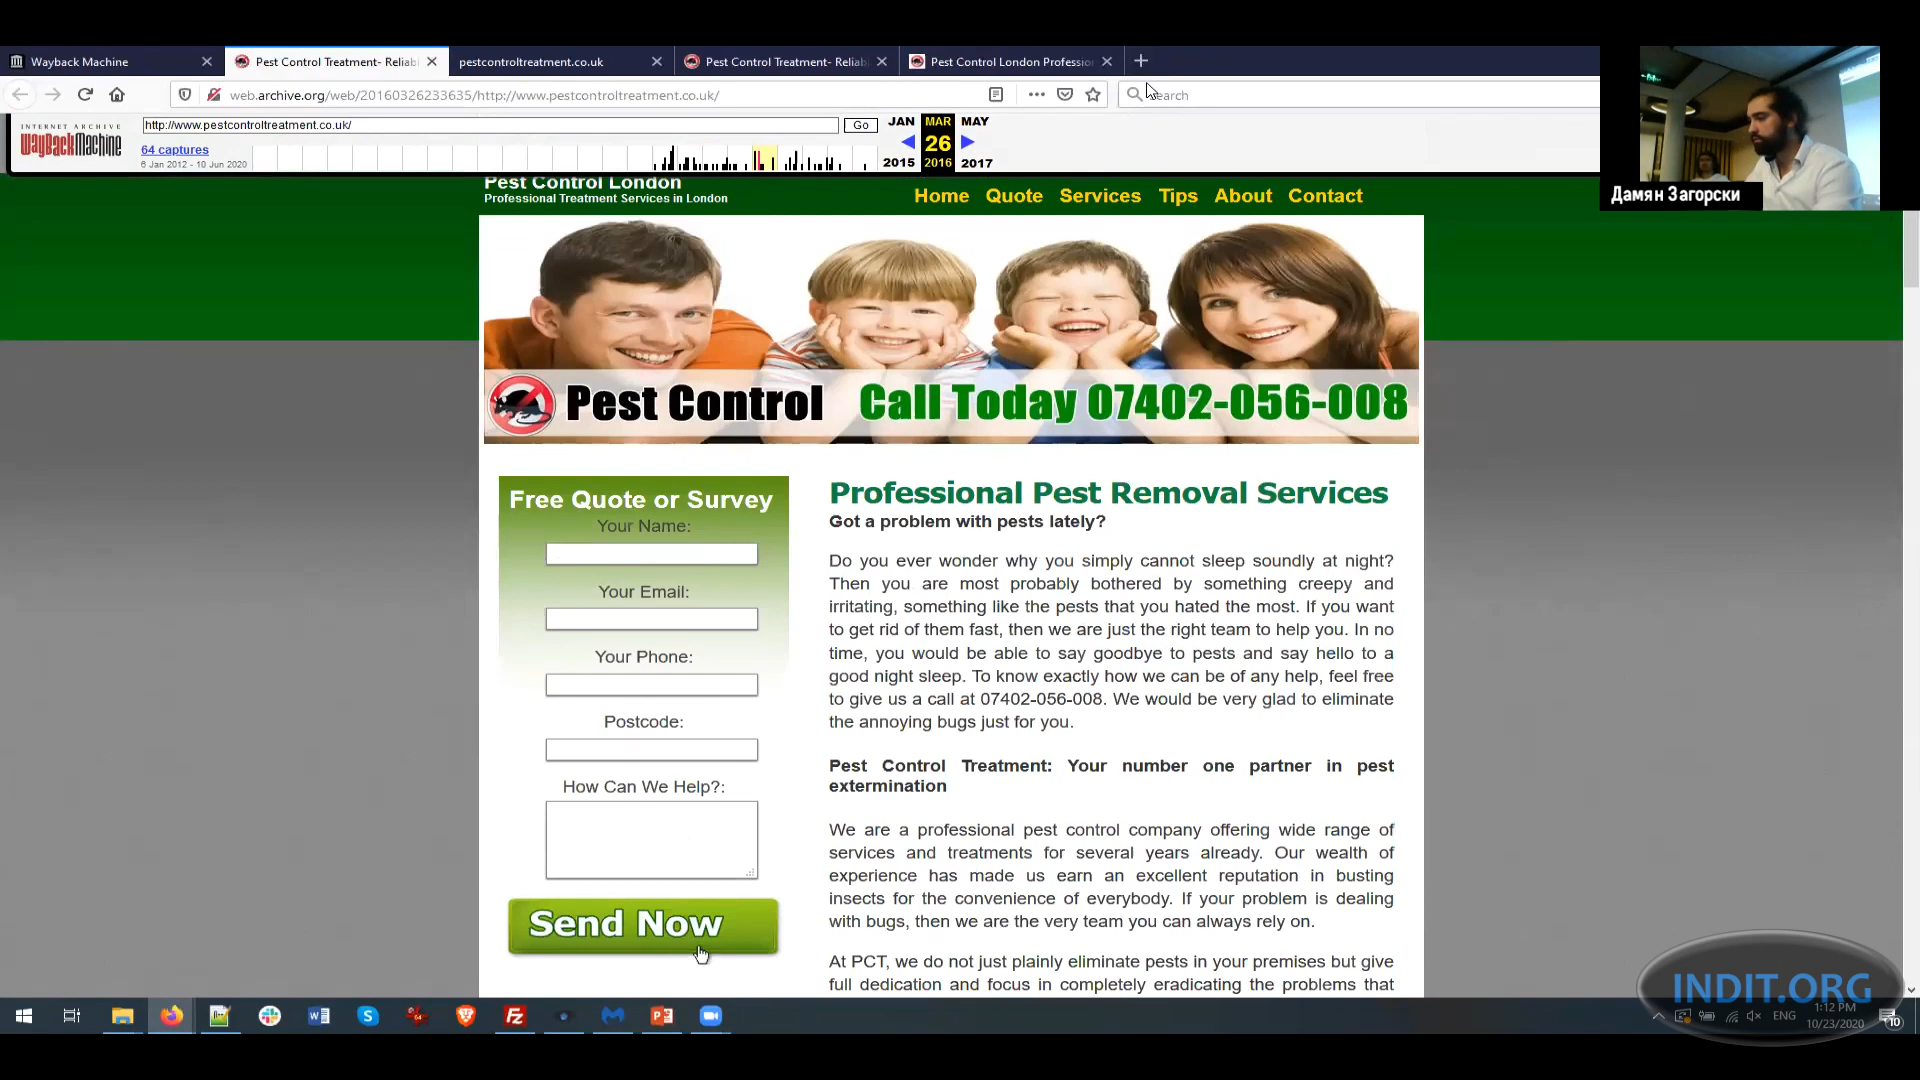 Wayback Machine
Pest Control Treatment- Reliab
pestcontroltreatment.co.uk
Pest Control Treatment- Reliab
Pest Control London Professio
web.archive.org/web/20160326233635/http://www.pestcontroltreatment.co.uk/
Search
INTERNET ARCHIVE
WayBackMachine
http://www.pestcontroltreatment.co.uk/
Go
JAN MAR MAY
64 captures
26
6 Jan 2012 - 10 Jun 2020
2015 2016 2017
Дамян Загорски
Pest Control London
Professional Treatment Services in London
Home Quote Services Tips About Contact
Pest Control Call Today 07402-056-008
Free Quote or Survey
Your Name:
Your Email:
Your Phone:
Postcode:
How Can We Help?:
Send Now
Professional Pest Removal Services
Got a problem with pests lately?
Do you ever wonder why you simply cannot sleep soundly at night?
Then you are most probably bothered by something creepy and
irritating, something like the pests that you hated the most. If you want
to get rid of them fast, then we are just the right team to help you. In no
time, you would be able to say goodbye to pests and say hello to a
good night sleep. To know exactly how we can be of any help, feel free
to give us a call at 07402-056-008. We would be very glad to eliminate
the annoying bugs just for you.
Pest Control Treatment: Your number one partner in pest
extermination
We are a professional pest control company offering wide range of
services and treatments for several years already. Our wealth of
experience has made us earn an excellent reputation in busting
insects for the convenience of everybody. If your problem is dealing
with bugs, then we are the very team you can always rely on.
At PCT, we do not just plainly eliminate pests in your premises but give
full dedication and focus in completely eradicating the problems that
INDIT.ORG
ENG
1:12 PM
10/23/2020
10